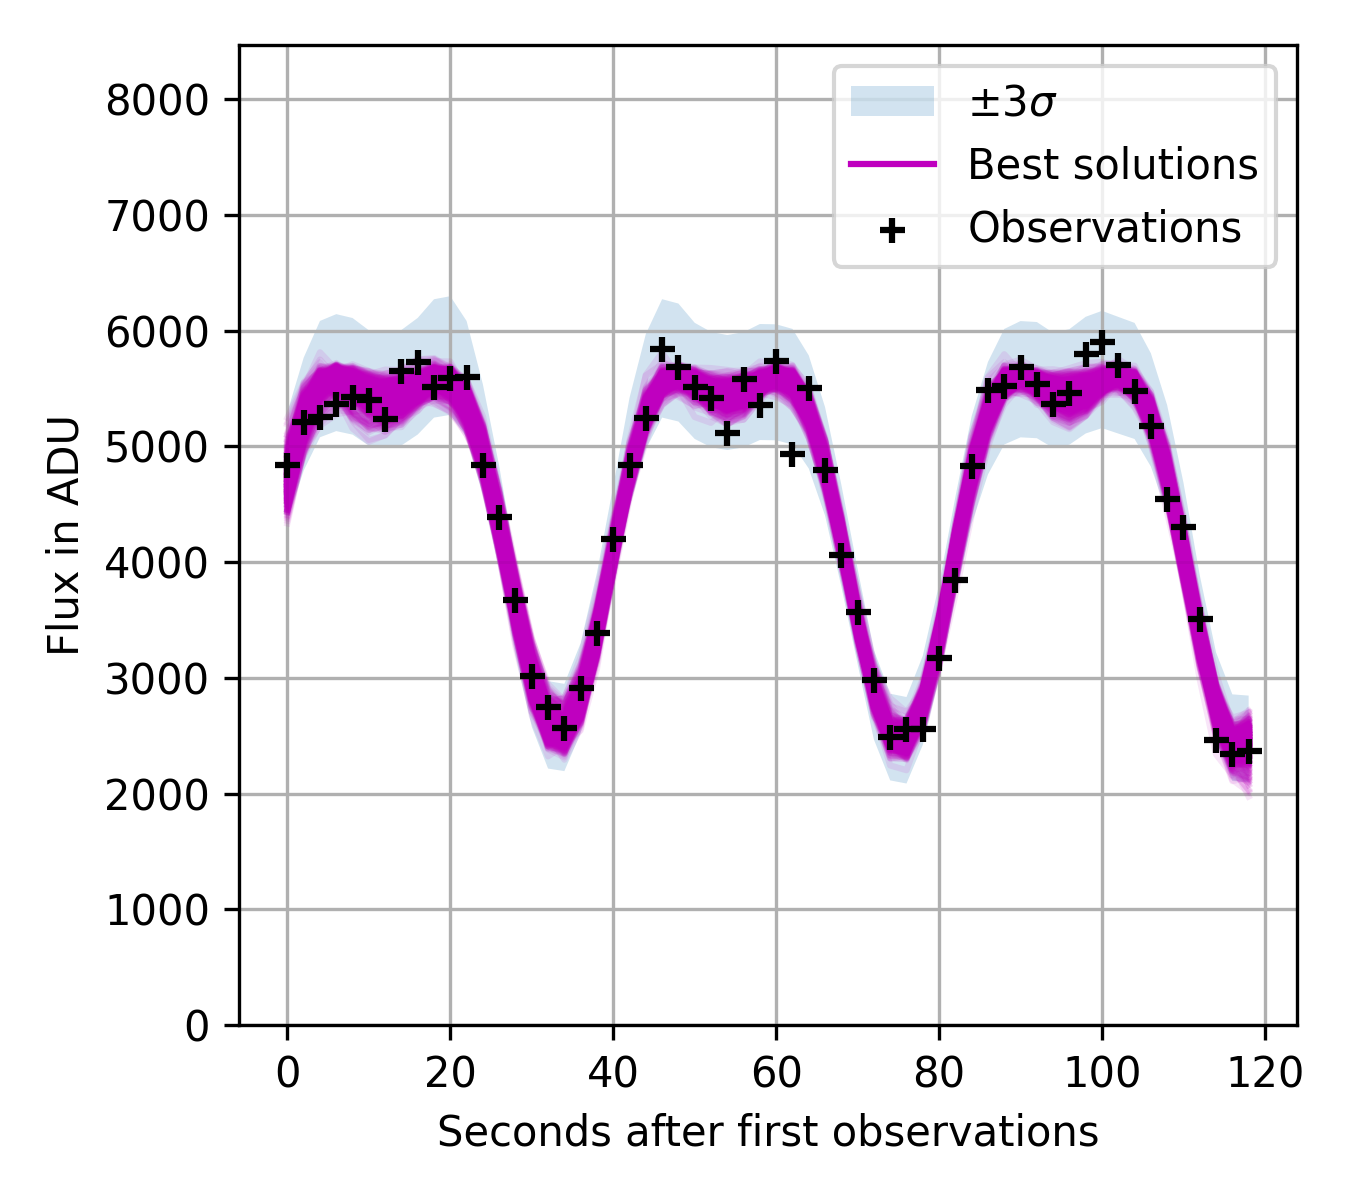 ±3σ
Best solutions
Observations
8000
7000
6000
5000
4000
3000
2000
1000
0
Flux in ADU
0 20 40 60 80 100 120
Seconds after first observations